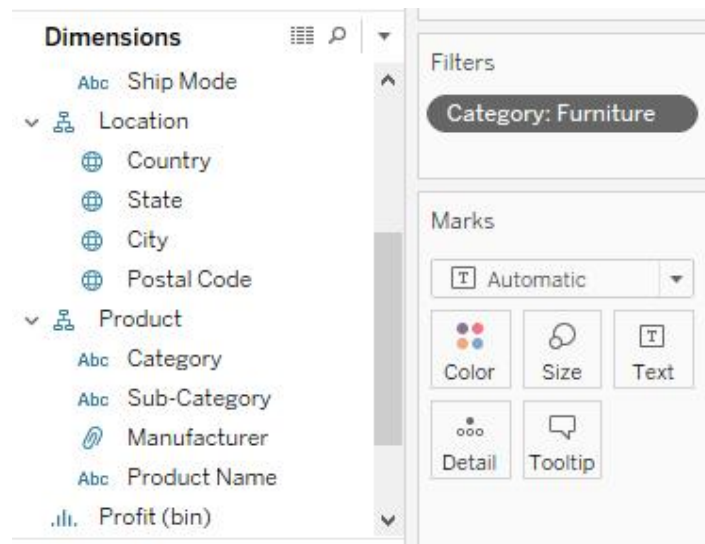 Dimensions
Abc Ship Mode
Location
Country
State
City
Postal Code
Product
Abc Category
Abc Sub-Category
Manufacturer
Abc Product Name
Profit (bin)
Filters
Category: Furniture
Marks
T Automatic
Color Size T Text
Detail Tooltip